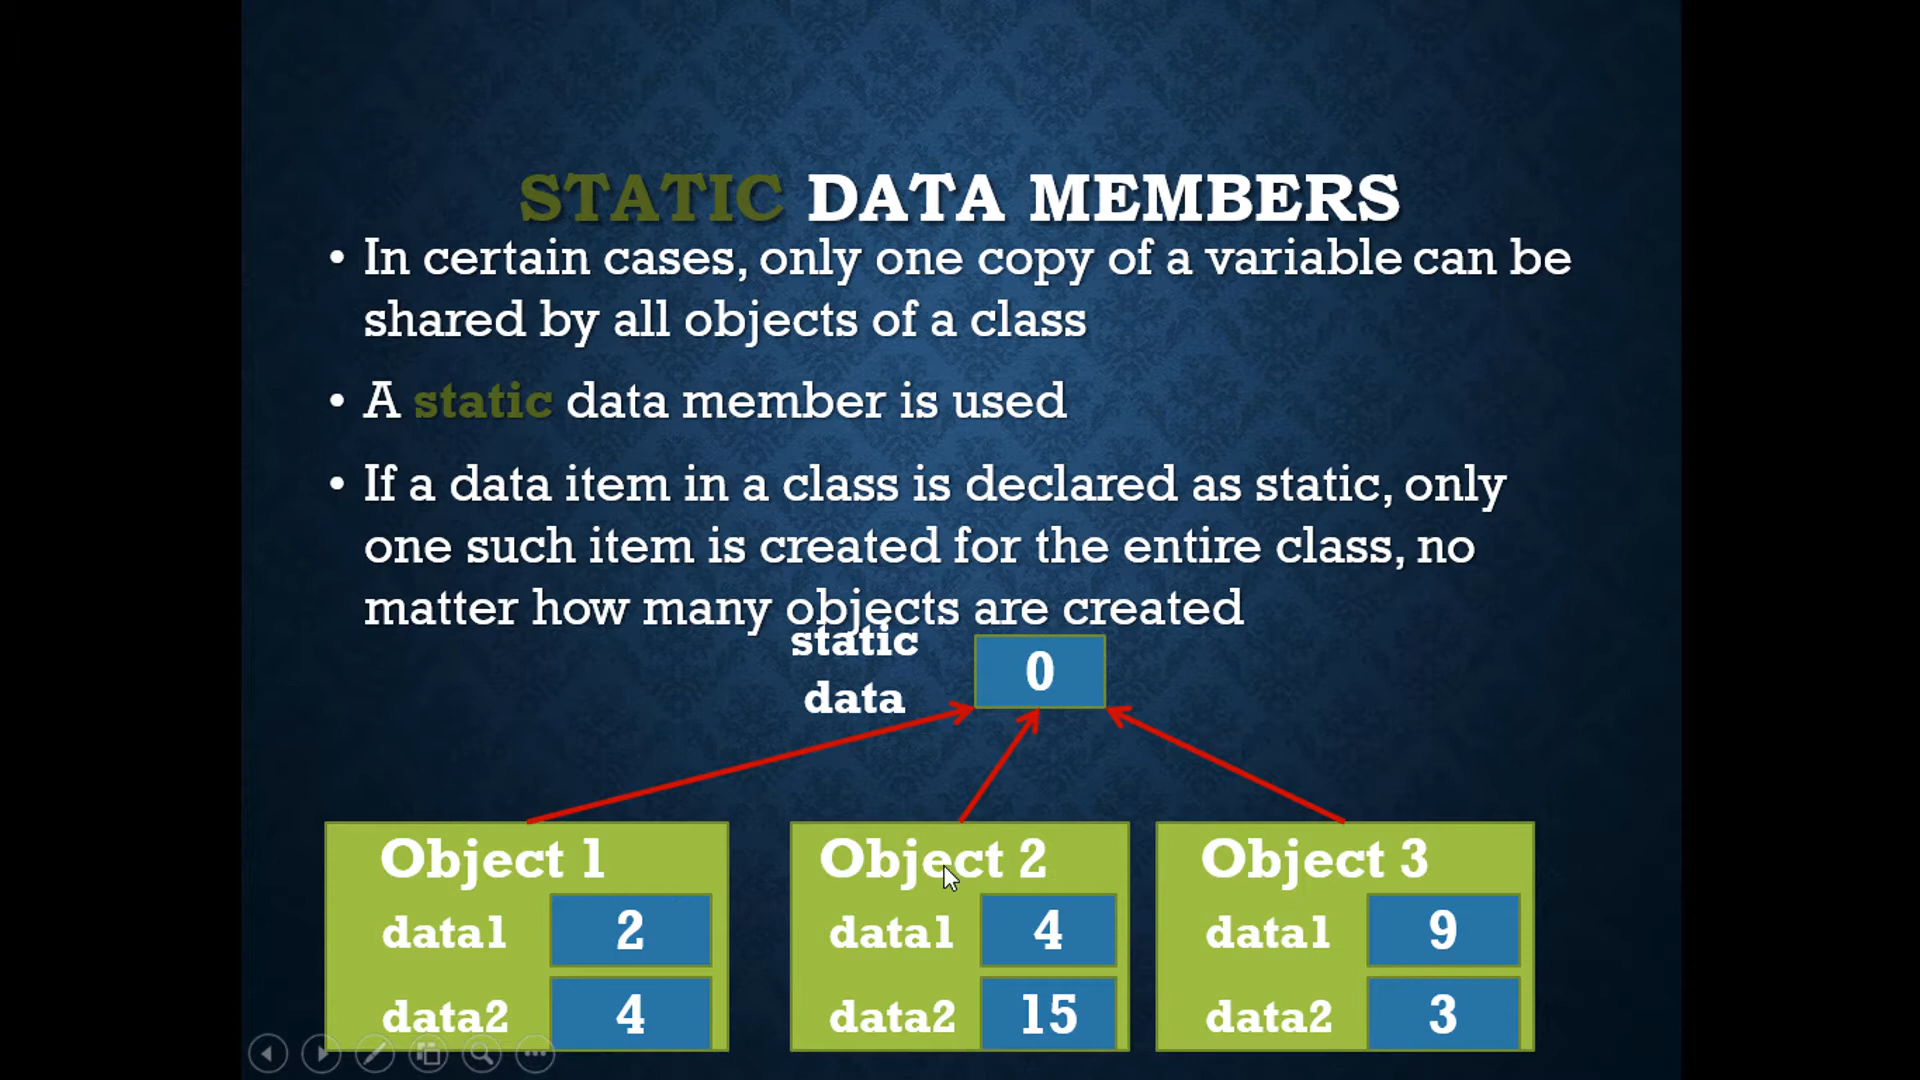 STATIC DATA MEMBERS
• In certain cases, only one copy of a variable can be
shared by all objects of a class
• A static data member is used
• If a data item in a class is declared as static, only
one such item is created for the entire class, no
matter how many objects are created
static
data
0
Object 1
data1 2
data2 4
Object 2
data1 4
data2 15
Object 3
data1 9
data2 3